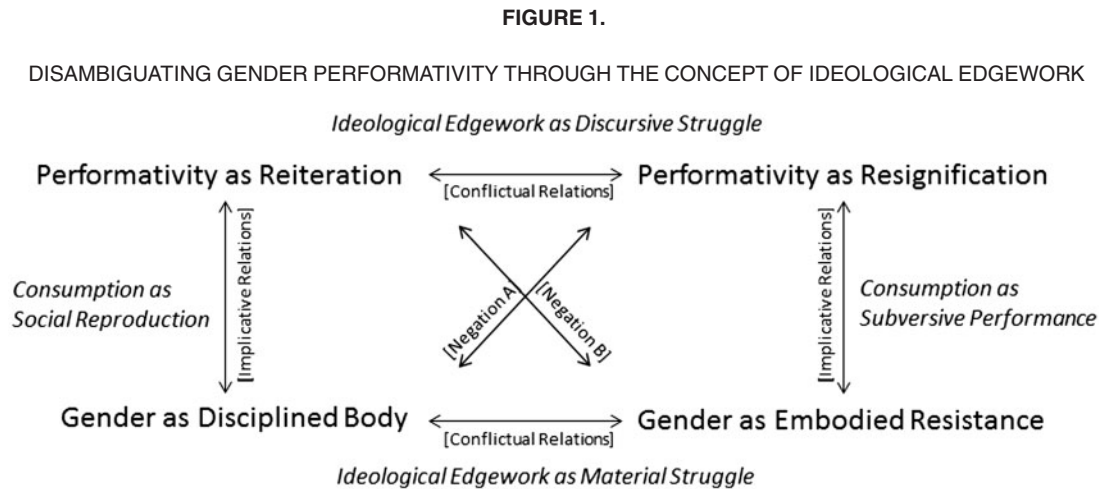 FIGURE 1.
DISAMBIGUATING GENDER PERFORMATIVITY THROUGH THE CONCEPT OF IDEOLOGICAL EDGEWORK
Ideological Edgework as Discursive Struggle
Performativity as Reiteration
[Conflictual Relations]
Performativity as Resignification
Consumption as
Social Reproduction
[Implicative Relations]
[Negation A]
[Negation B]
[Implicative Relations]
Consumption as
Subversive Performance
Gender as Disciplined Body
[Conflictual Relations]
Gender as Embodied Resistance
Ideological Edgework as Material Struggle